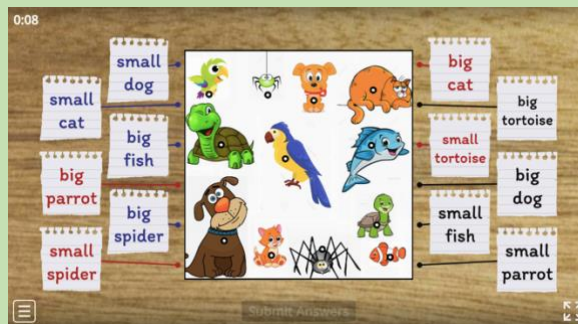 0:08
small
dog
big
cat
small
cat
big
tortoise
big
fish
small
tortoise
big
parrot
big
dog
big
spider
small
fish
small
spider
small
parrot
Submit Answers